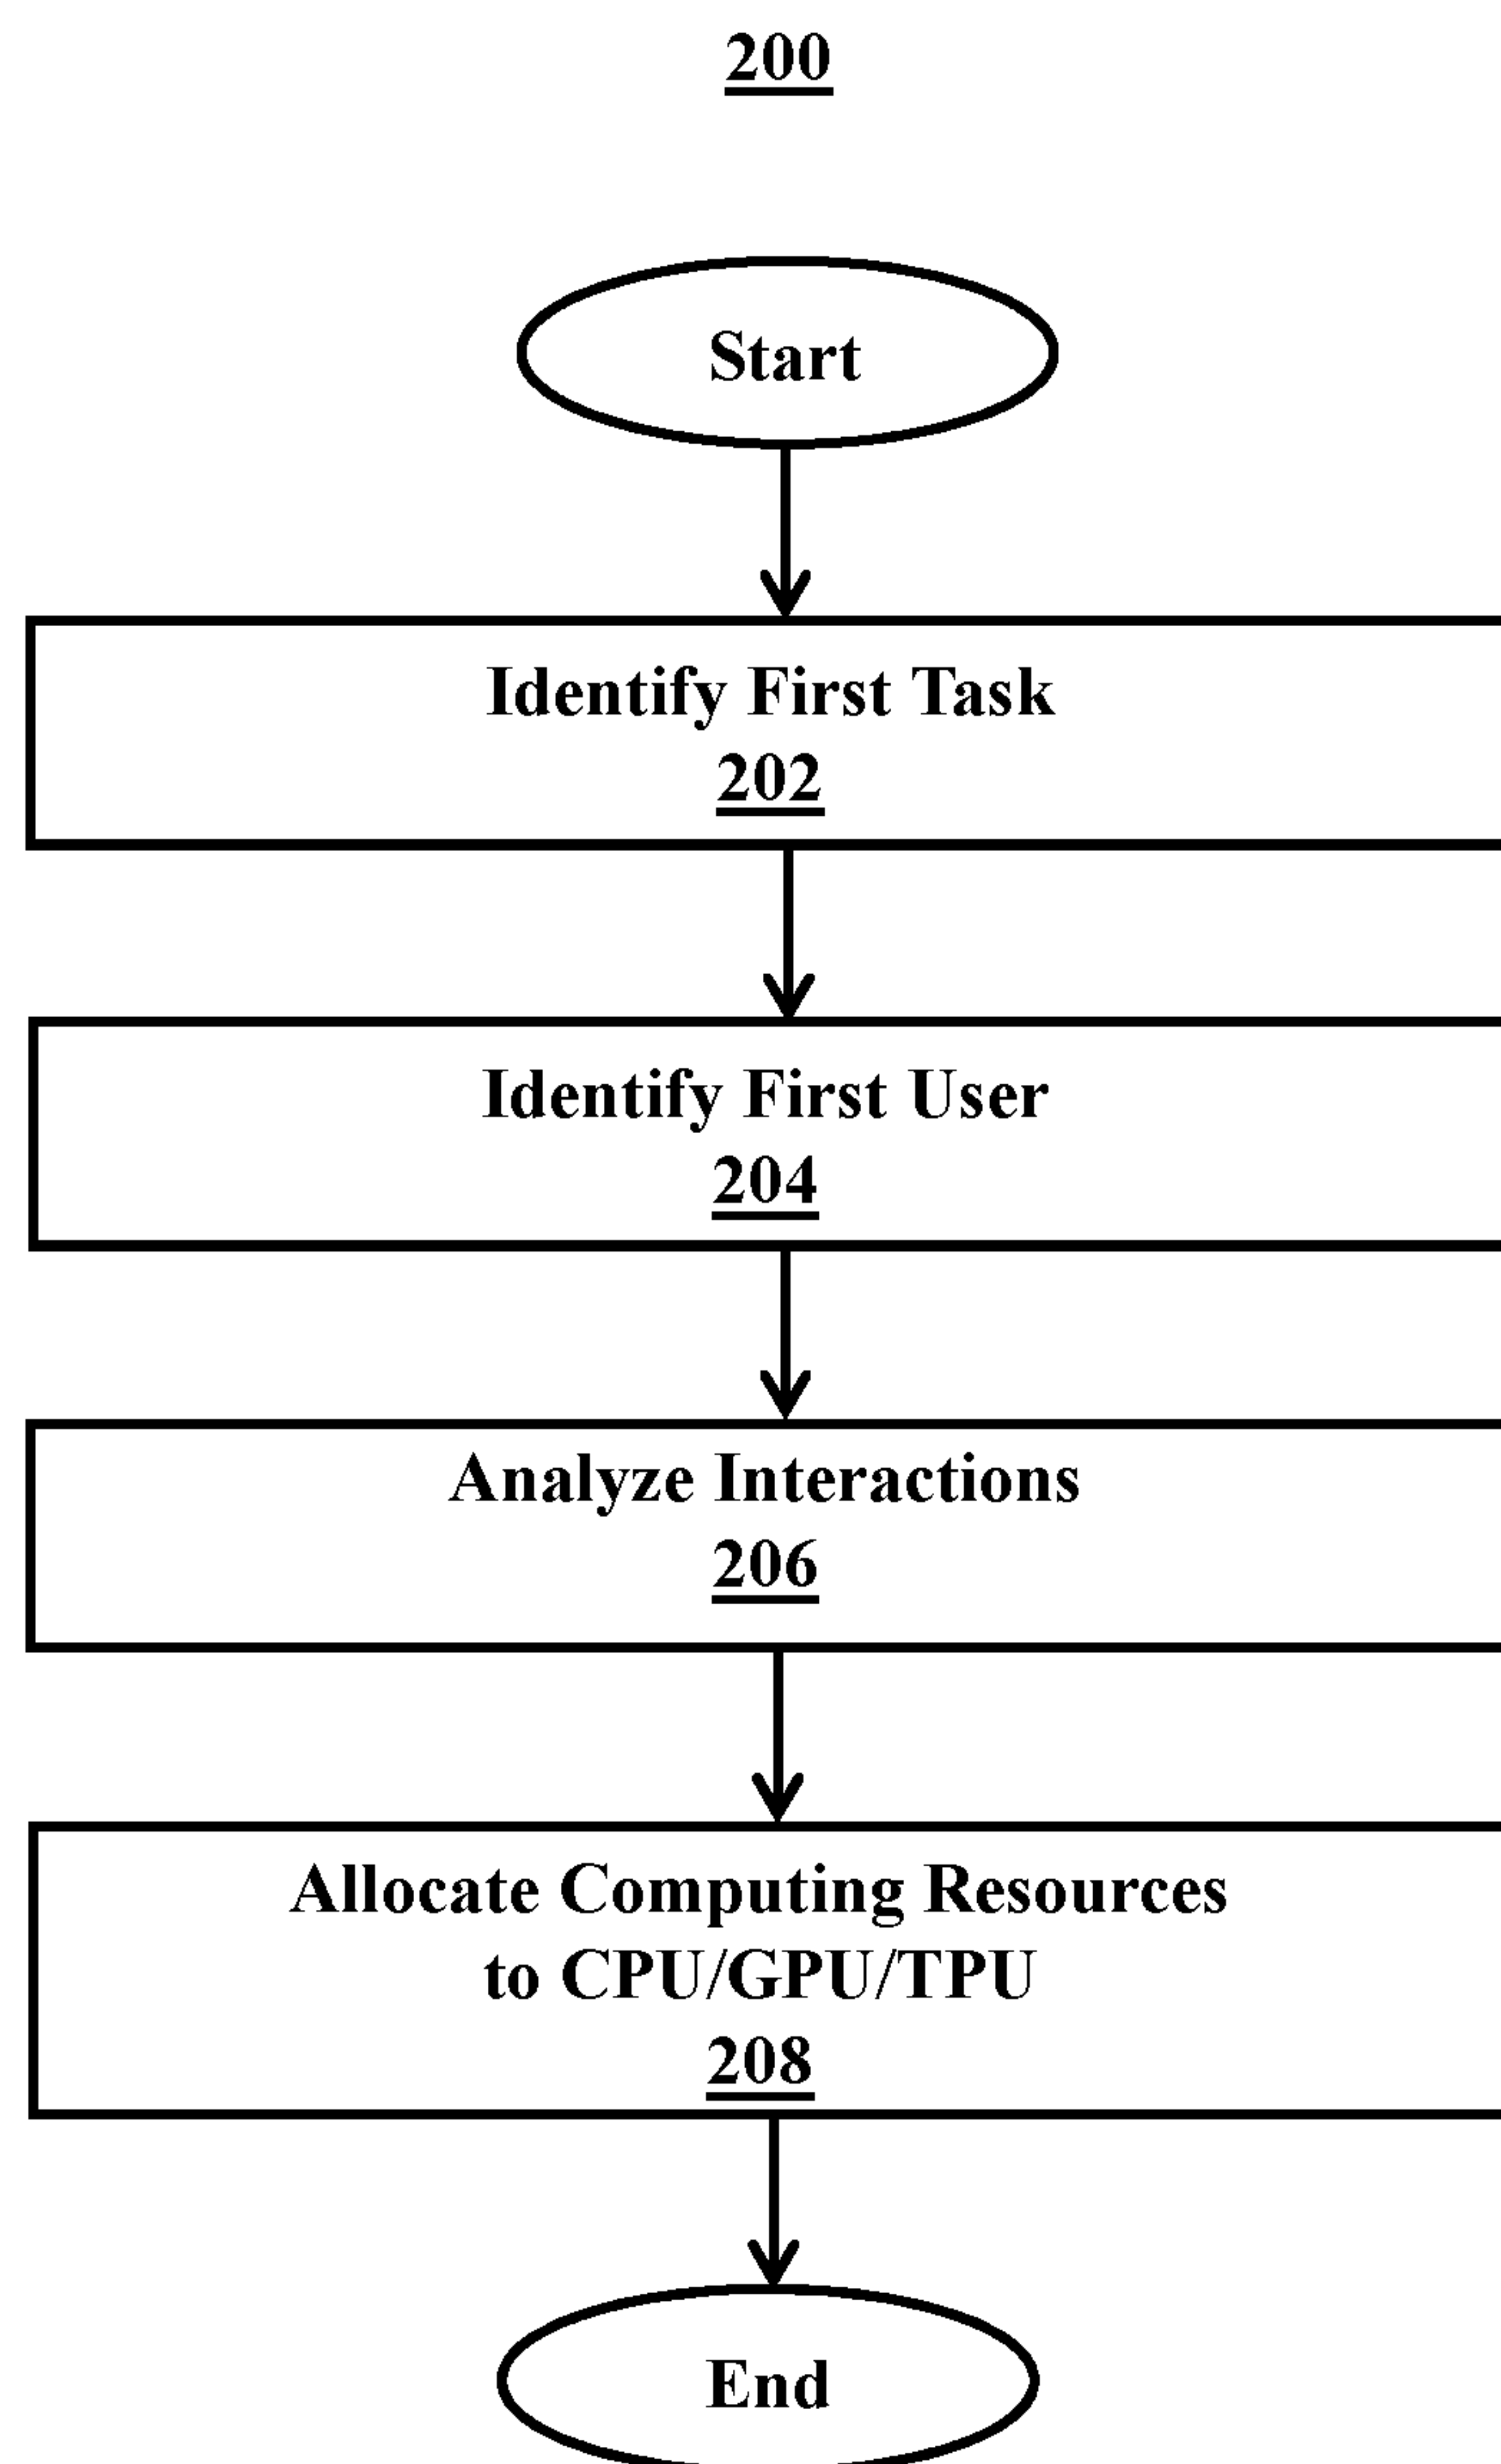 200
Start
Identify First Task
202
Identify First User
204
Analyze Interactions
206
Allocate Computing Resources
to CPU/GPU/TPU
208
End